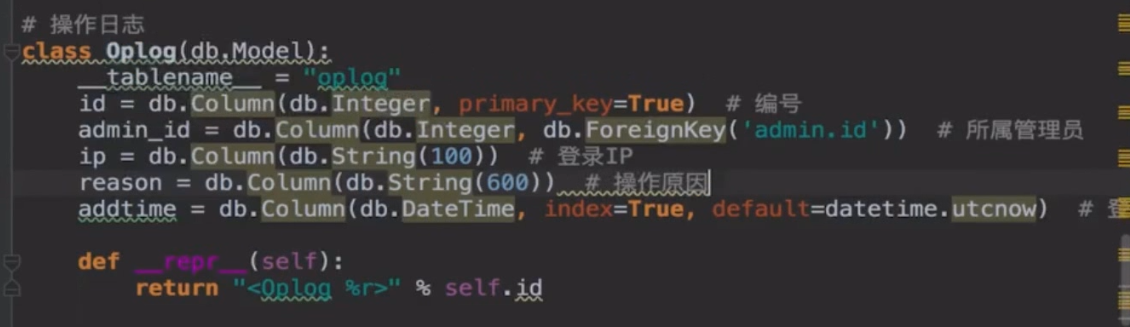 # 操作日志
class Oplog(db.Model):
    __tablename__ = "oplog"
    id = db.Column(db.Integer, primary_key=True)  # 编号
    admin_id = db.Column(db.Integer, db.ForeignKey('admin.id'))  # 所属管理员
    ip = db.Column(db.String(100))  # 登录IP
    reason = db.Column(db.String(600))  # 操作原因
    addtime = db.Column(db.DateTime, index=True, default=datetime.utcnow)  #
    def __repr__(self):
        return "<Oplog %r>" % self.id